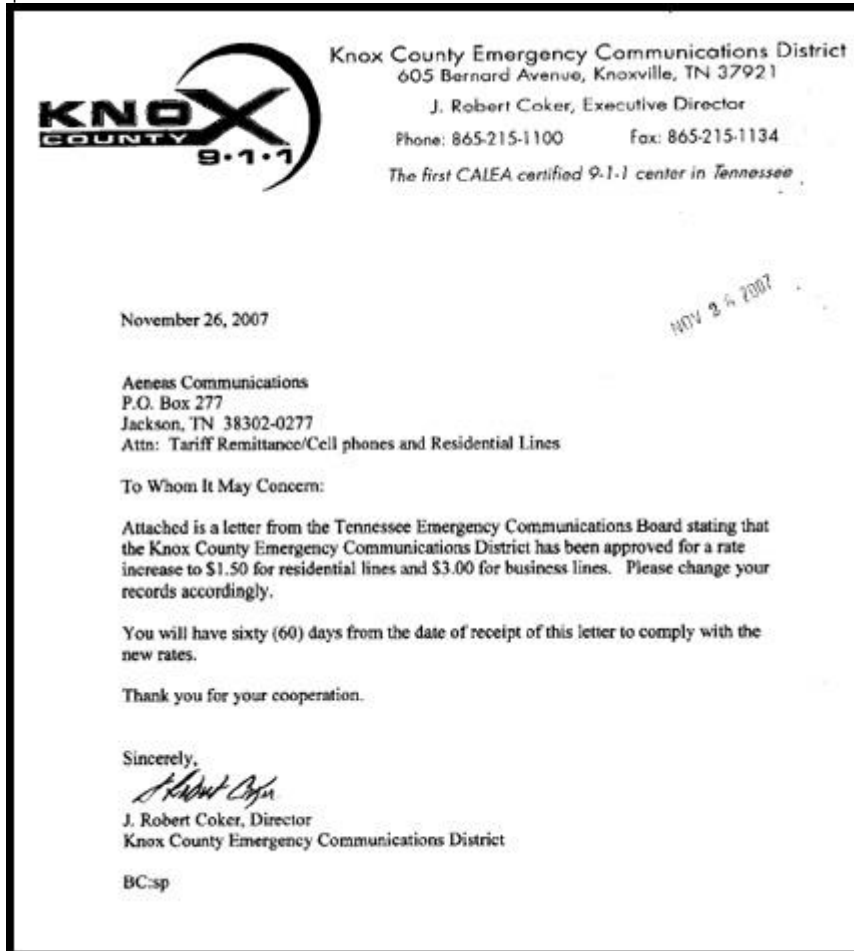 KNOX
COUNTY
9-1-1
Knox County Emergency Communications District
605 Bernard Avenue, Knoxville, TN 37921
J. Robert Coker, Executive Director
Phone: 865-215-1100 Fax: 865-215-1134
The first CALEA certified 9-1-1 center in Tennessee
NOV 2007
November 26, 2007
Aeneas Communications
P.O. Box 277
Jackson, TN 38302-0277
Attn: Tariff Remittance/Cell phones and Residential Lines
To Whom It May Concern:
Attached is a letter from the Tennessee Emergency Communications Board stating that
the Knox County Emergency Communications District has been approved for a rate
increase to $1.50 for residential lines and $3.00 for business lines. Please change your
records accordingly.
You will have sixty (60) days from the date of receipt of this letter to comply with the
new rates.
Thank you for your cooperation.
Sincerely,
J. Robert Coker, Director
Knox County Emergency Communications District
BC:sp